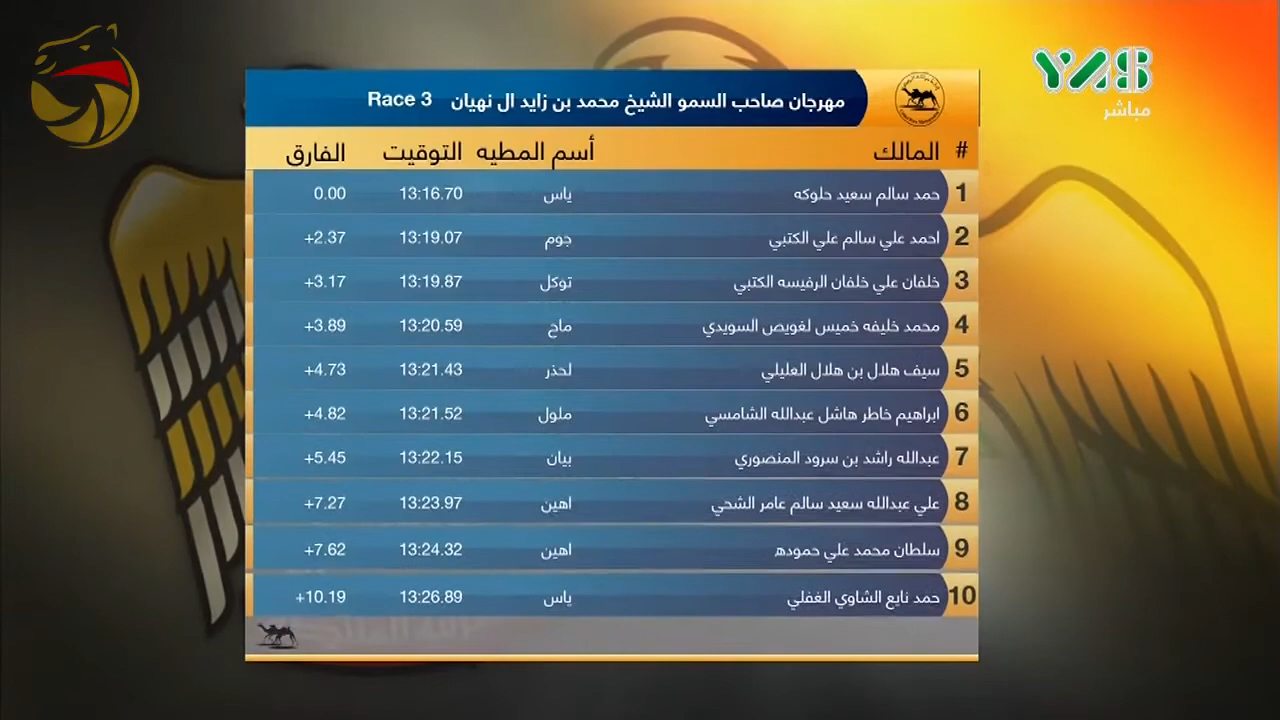 YAS
مباشر
مهرجان صاحب السمو الشيخ محمد بن زايد ال نهيان Race 3
# المالك أسم المطيه التوقيت الفارق
1 حمد سالم سعيد حلوكه ياس 13:16.70 0.00
2 احمد علي سالم علي الكتبي جوم 13:19.07 +2.37
3 خلفان علي خلفان الرفيسه الكتبي توكل 13:19.87 +3.17
4 محمد خليفه خميس لغويص السويدي ماح 13:20.59 +3.89
5 سيف هلال بن هلال العليلي لحذر 13:21.43 +4.73
6 ابراهيم خاطر هاشل عبدالله الشامسي ملول 13:21.52 +4.82
7 عبدالله راشد بن سرود المنصوري بيان 13:22.15 +5.45
8 علي عبدالله سعيد سالم عامر الشحي اهين 13:23.97 +7.27
9 سلطان محمد علي حموده اهين 13:24.32 +7.62
10 حمد نايع الشاوي الغفلي ياس 13:26.89 +10.19